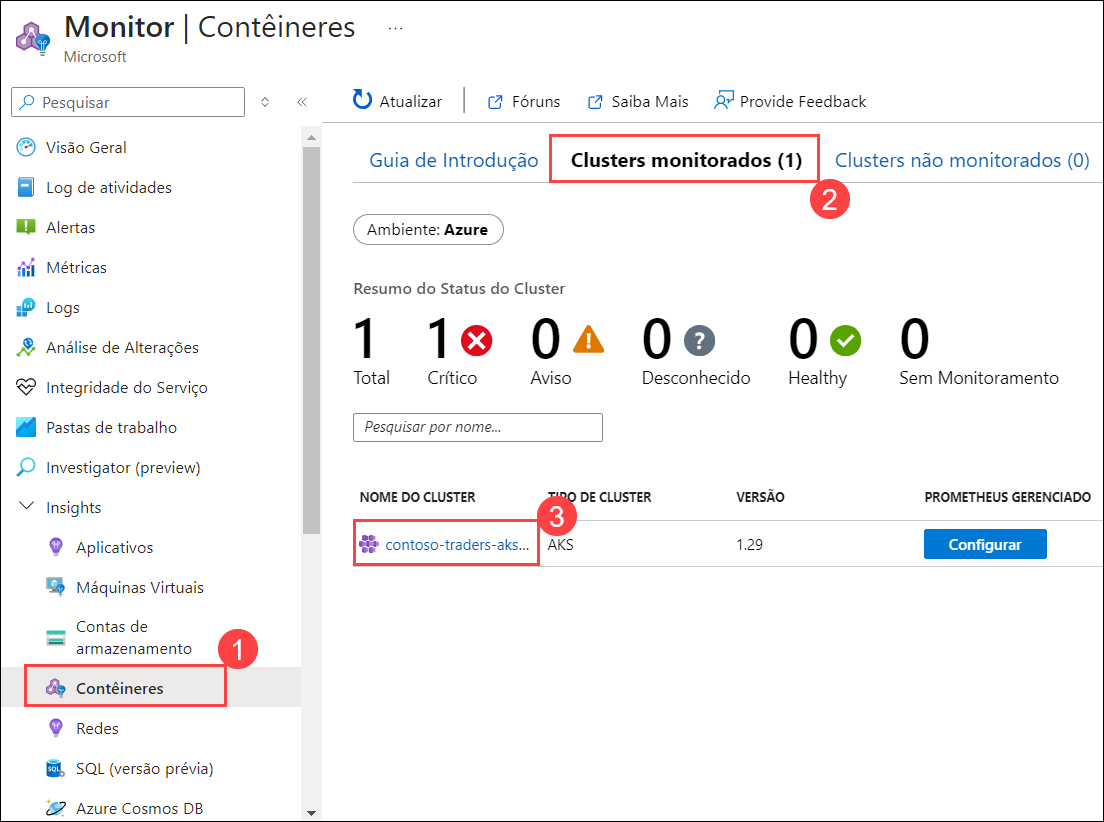 Monitor | Contêineres ...
Microsoft
Pesquisar
Visão Geral
Log de atividades
Alertas
Métricas
Logs
Análise de Alterações
Integridade do Serviço
Pastas de trabalho
Investigator (preview)
Insights
Aplicativos
Máquinas Virtuais
Contas de
armazenamento
1
Contêineres
Redes
SQL (versão prévia)
Azure Cosmos DB
Atualizar Fóruns Saiba Mais Provide Feedback
Guia de Introdução Clusters monitorados (1) Clusters não monitorados (0)
2
Ambiente: Azure
Resumo do Status do Cluster
1 1 0 0 0 0
Total Crítico Aviso Desconhecido Healthy Sem Monitoramento
Pesquisar por nome...
NOME DO CLUSTER TIPO DE CLUSTER VERSÃO PROMETHEUS GERENCIADO
3
contoso-traders-aks... AKS 1.29 Configurar